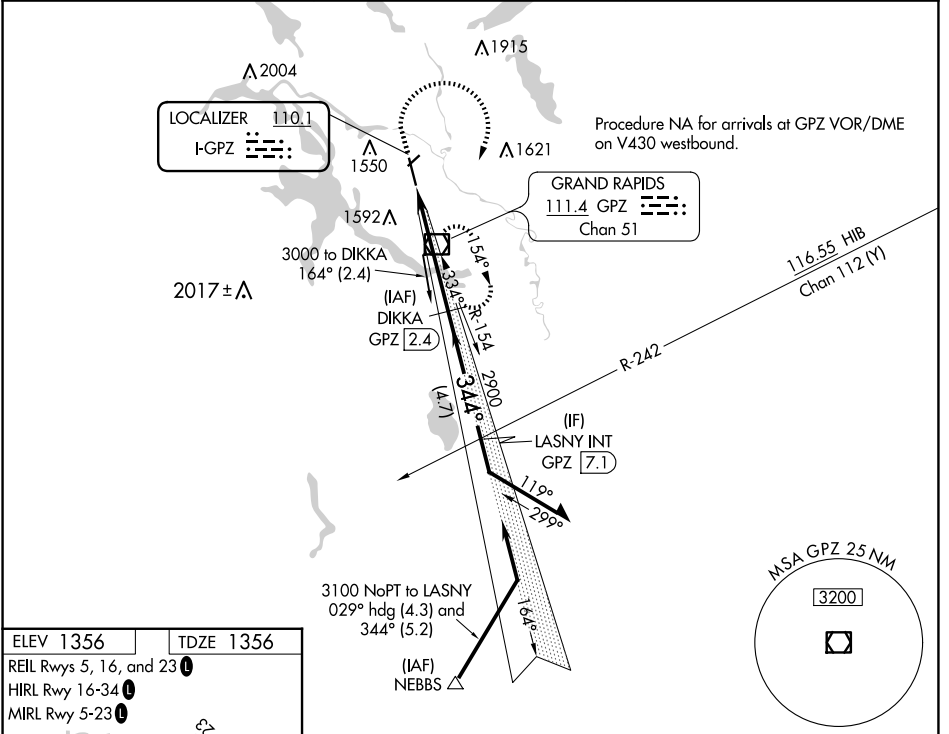 1915
2004
LOCALIZER 110.1
I-GPZ
1550
1621
Procedure NA for arrivals at GPZ VOR/DME
on V430 westbound.
GRAND RAPIDS
111.4 GPZ
Chan 51
1592
3000 to DIKKA
164° (2.4)
154°
334°
R-154
116.55 HIB
Chan 112 (Y)
2017±
(IAF)
DIKKA
GPZ 2.4
R-242
2900
344°
(4.7)
(IF)
LASNY INT
GPZ 7.1
119°
299°
MSA GPZ 25 NM
3200
3100 NoPT to LASNY
029° hdg (4.3) and
344° (5.2)
164°
(IAF)
NEBBS
ELEV 1356 TDZE 1356
REIL Rwys 5, 16, and 23 L
HIRL Rwy 16-34 L
MIRL Rwy 5-23 L
23